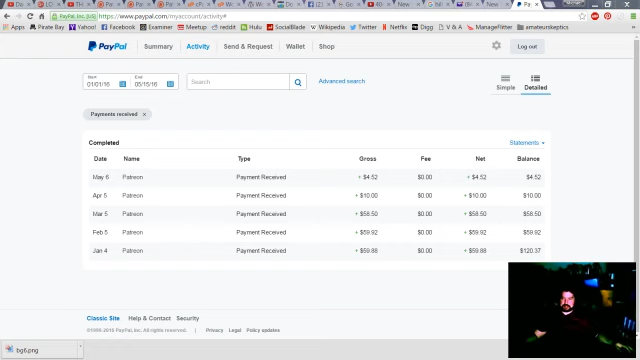 https://www.paypal.com/myaccount/activity#
PayPal, Inc. [US]
Apps Pirate Bay Yahoo! Facebook Examiner Meetup reddit Hulu SocialBlade Wikipedia Twitter Netflix Dogg V & A ManageFlitter amateurskeptics
PayPal Summary Activity Send & Request Wallet Shop Log out
Start End
01/01/16 05/15/16 Search Advanced search
Simple Detailed
Payments received ×
Completed Statements
Date Name Type Gross Fee Net Balance
May 6 Patreon Payment Received + $4.52 $0.00 + $4.52 $4.52
Apr 5 Patreon Payment Received + $10.00 $0.00 + $10.00 $10.00
Mar 5 Patreon Payment Received + $58.50 $0.00 + $58.50 $58.50
Feb 5 Patreon Payment Received + $59.92 $0.00 + $59.92 $59.92
Jan 4 Patreon Payment Received + $59.88 $0.00 + $59.88 $120.37
Classic Site Help & Contact Security
©1999-2016 PayPal, Inc. All rights reserved. Privacy Legal Policy updates
bg6.png